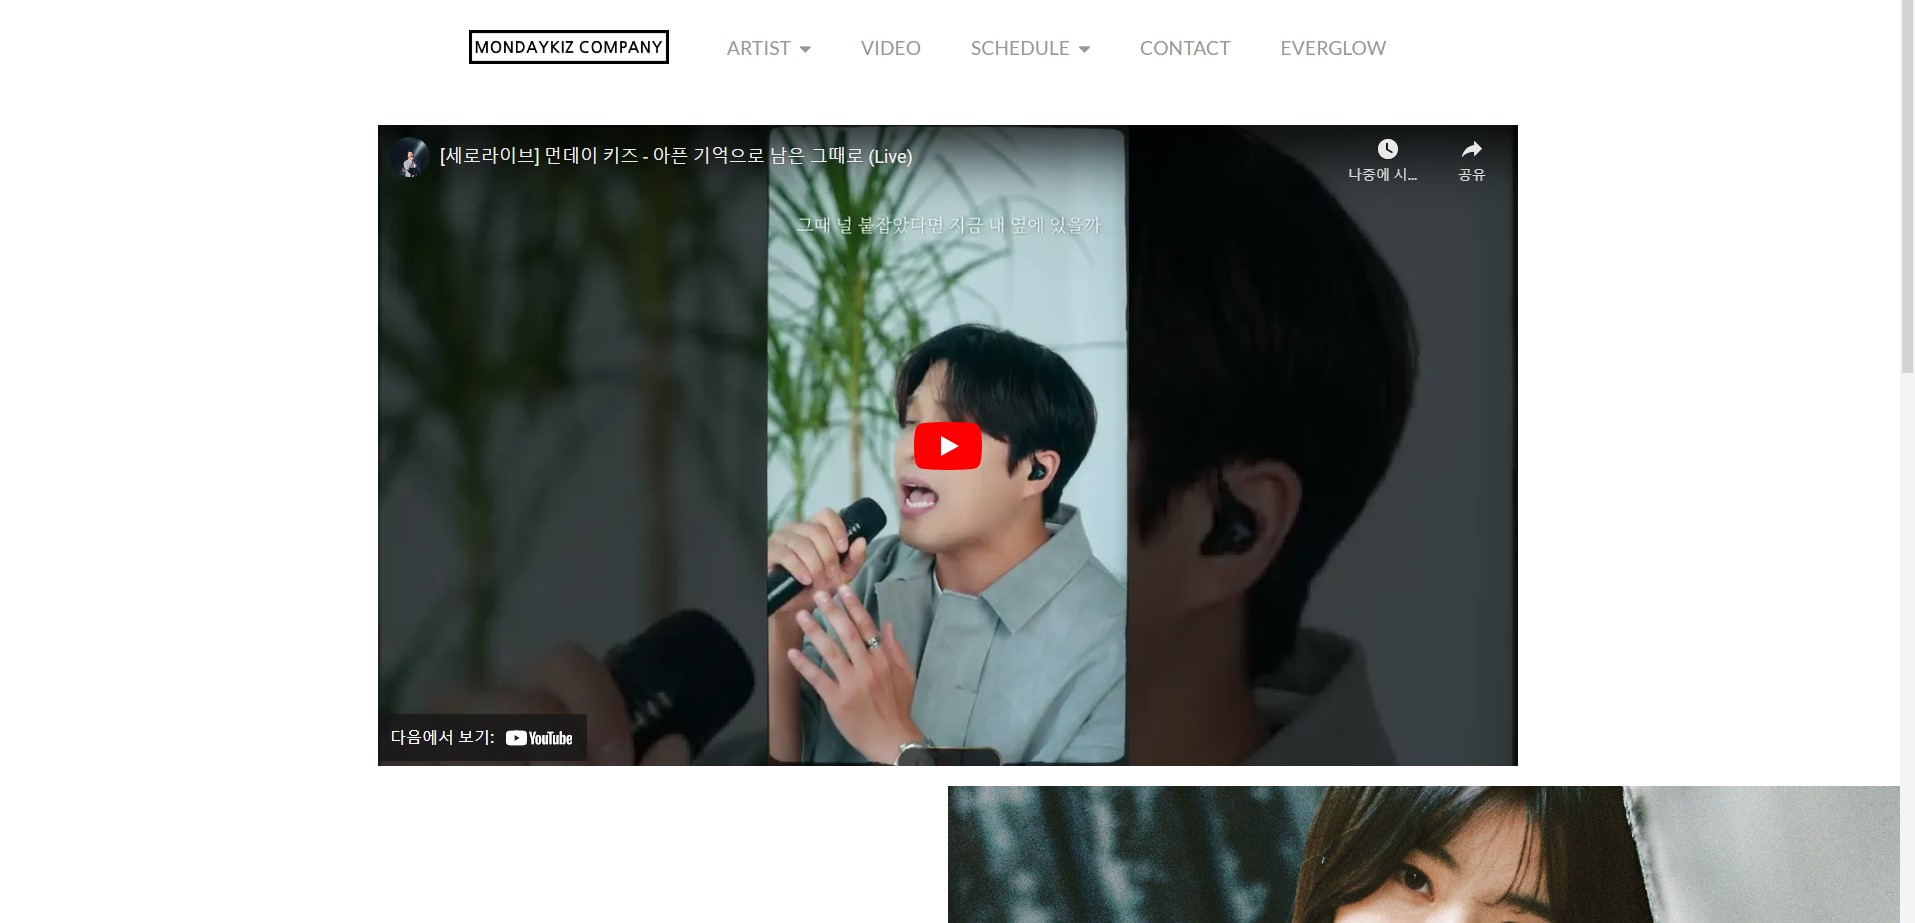 MONDAYKIZ COMPANY
ARTIST
VIDEO
SCHEDULE
CONTACT
EVERGLOW
[세로라이브] 먼데이 키즈 - 아픈 기억으로 남은 그때로 (Live)
나중에 시...
공유
그때 널 붙잡았다면 지금 내 옆에 있을까
다음에서 보기: YouTube